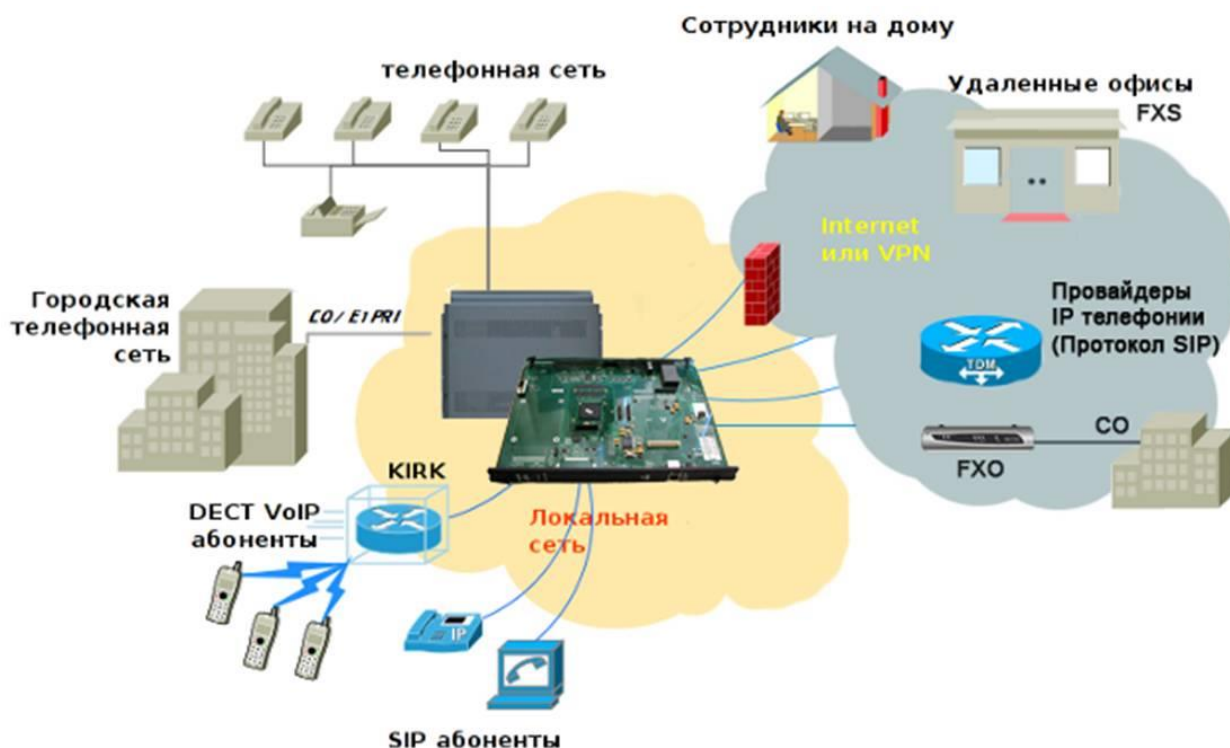 Сотрудники на дому
телефонная сеть
Удаленные офисы
FXS
Internet
или VPN
Городская
телефонная
сеть
CO/E1PRI
Провайдеры
IP телефонии
(Протокол SIP)
TDM
CO
FXO
KIRK
DECT VoIP
абоненты
Локальная
сеть
IP
SIP абоненты